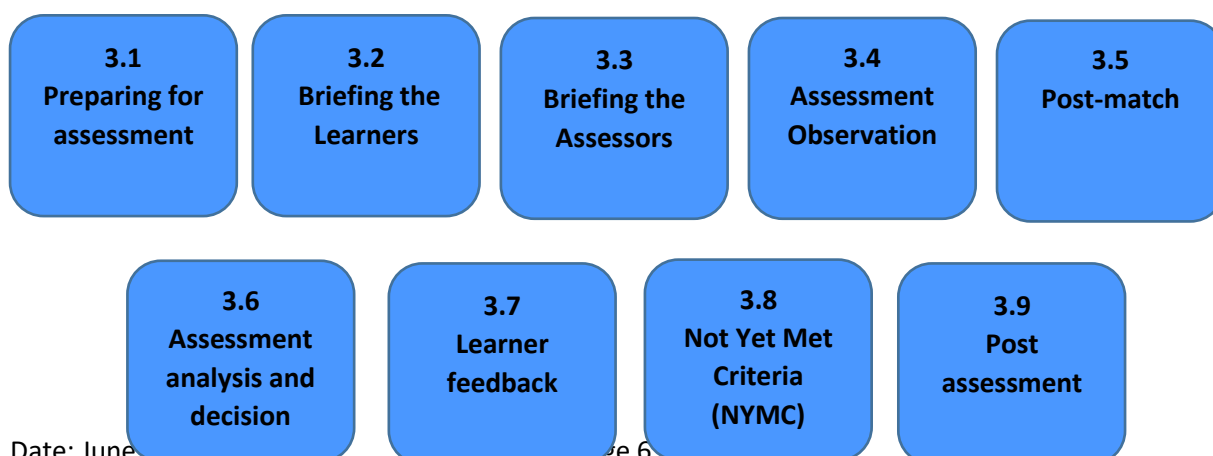 3.1
Preparing for
assessment
3.2
Briefing the
Learners
3.3
Briefing the
Assessors
3.4
Assessment
Observation
3.5
Post-match
3.6
Assessment
analysis and
decision
3.7
Learner
feedback
3.8
Not Yet Met
Criteria
(NYMC)
3.9
Post
assessment
Date: June
6